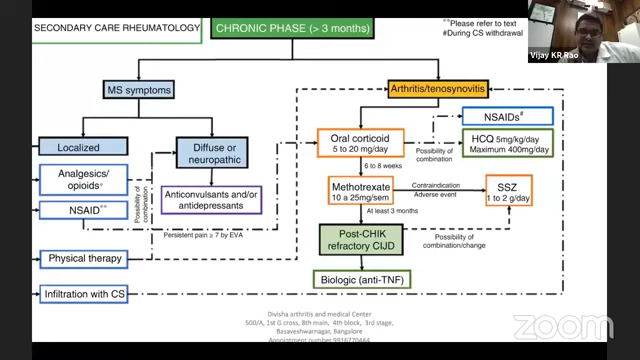 SECONDARY CARE RHEUMATOLOGY
CHRONIC PHASE (> 3 months)
**Please refer to text
#During CS withdrawal
Vijay KR Rao
MS symptoms
Arthritis/tenosynovitis
Localized
Diffuse or
neuropathic
Analgesics/
opioids*
NSAID**
Possibility of
combination
Anticonvulsants and/or
antidepressants
Persistent pain ≥ 7 by EVA
Physical therapy
Infiltration with CS
Oral corticoid
5 to 20 mg/day
Possibility
of combination
NSAIDs#
HCQ 5mg/kg/day
Maximum 400mg/day
6 to 8 weeks
Methotrexate
10 a 25mg/sem
Contraindication
Adverse event
SSZ
1 to 2 g/day
At least 3 months
Post-CHIK
refractory CIJD
Possibility of
combination/change
Biologic (anti-TNF)
Divisha arthritis and medical Center
500/A, 1st G cross, 8th main, 4th block, 3rd stage,
Basaveshwarnagar, Bangalore
Appointment number 9916770444
zoom